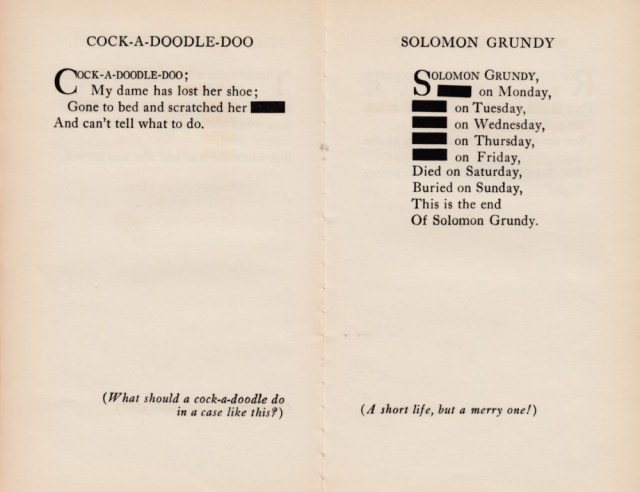 COCK-A-DOODLE-DOO
COCK-A-DOODLE-DOO;
My dame has lost her shoe;
Gone to bed and scratched her
And can't tell what to do.
(What should a cock-a-doodle do
in a case like this?)
SOLOMON GRUNDY
SOLOMON GRUNDY,
on Monday,
on Tuesday,
on Wednesday,
on Thursday,
on Friday,
Died on Saturday,
Buried on Sunday,
This is the end
Of Solomon Grundy.
(A short life, but a merry one!)